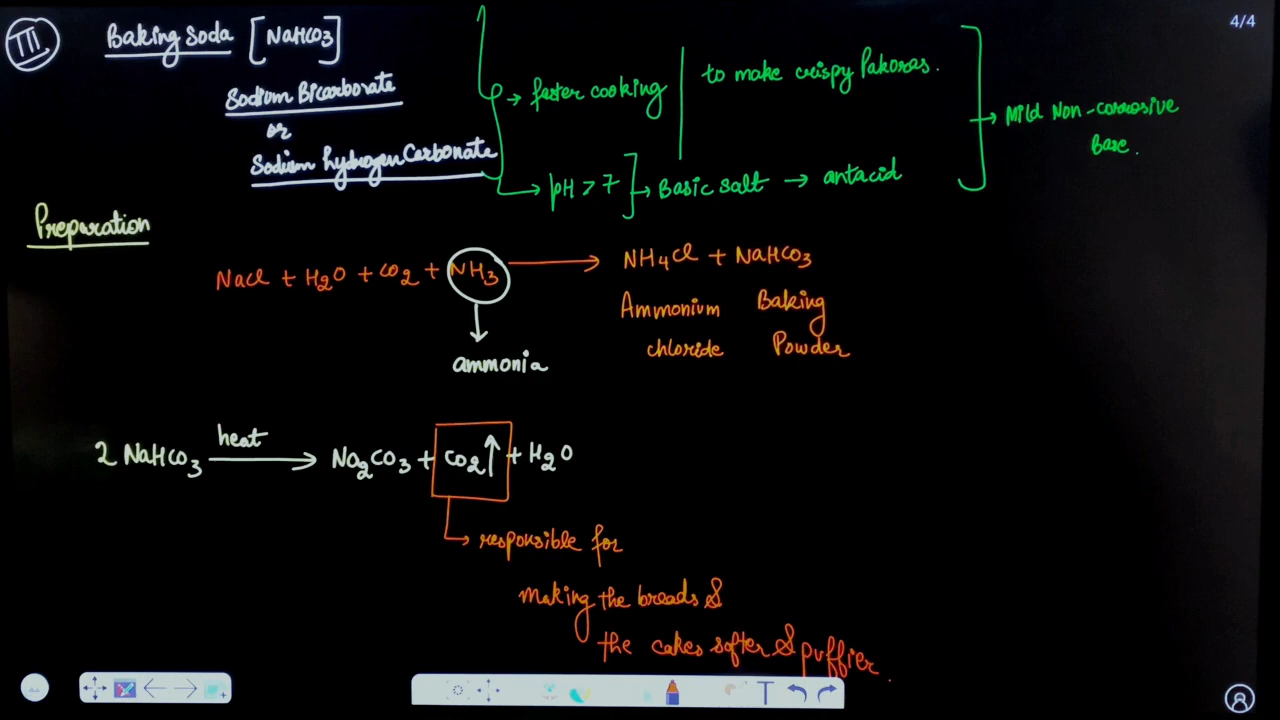 III Baking Soda [NaHCO3]
4/4
Sodium Bicarbonate
or
Sodium hydrogen Carbonate
→ faster cooking
to make crispy Pakoras.
→ pH > 7 ] → Basic salt → antacid
→ Mild Non-corrosive
Base.
Preparation
NaCl + H2O + CO2 + NH3 → NH4Cl + NaHCO3
Ammonium Baking
chloride Powder
ammonia
2 NaHCO3 heat → Na2CO3 + CO2↑ + H2O
→ responsible for
making the breads &
the cakes softer & puffier.
T